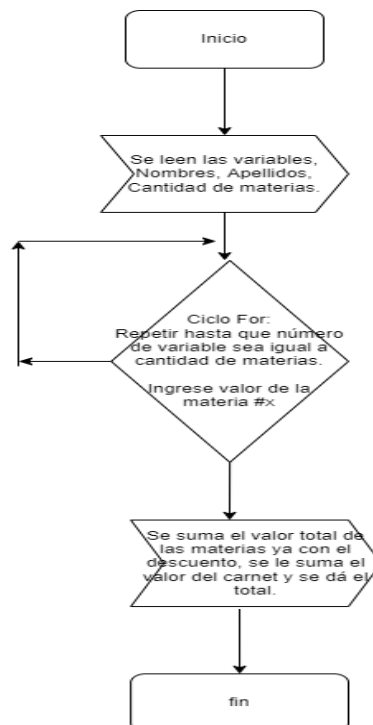 Inicio
Se leen las variables,
Nombres, Apellidos,
Cantidad de materias.
Ciclo For:
Repetir hasta que número
de variable sea igual a
cantidad de materias.
Ingrese valor de la
materia #x
Se suma el valor total de
las materias ya con el
descuento, se le suma el
valor del carnet y se dá el
total.
fin